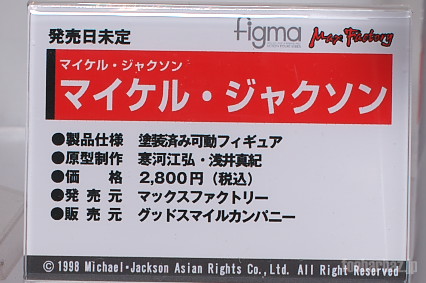 発売日未定
figma
Max Factory
マイケル・ジャクソン
マイケル・ジャクソン
●製品仕様 塗装済み可動フィギュア
●原型制作 寒河江弘・浅井真紀
●価 格 2,800円（税込）
●発 売 元 マックスファクトリー
●販 売 元 グッドスマイルカンパニー
© 1998 Michael・Jackson Asian Rights Co.,Ltd. All Right Reserved